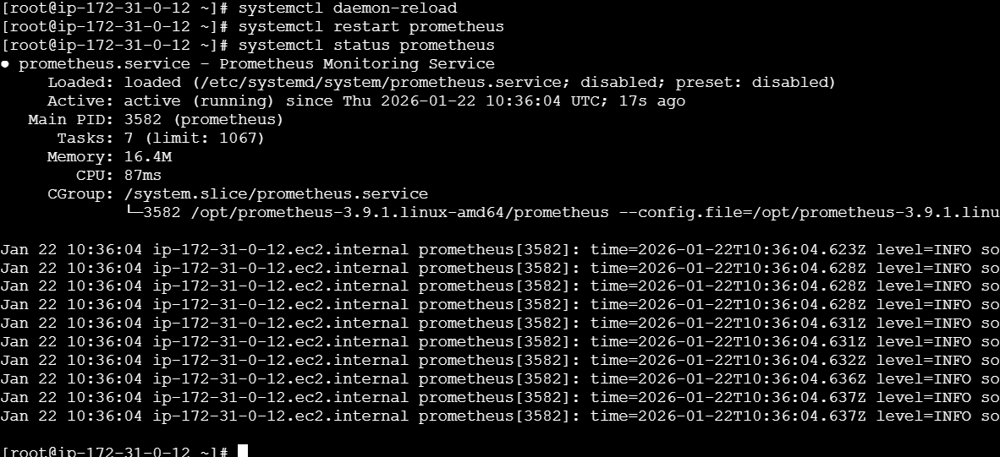 [root@ip-172-31-0-12 ~]# systemctl daemon-reload
[root@ip-172-31-0-12 ~]# systemctl restart prometheus
[root@ip-172-31-0-12 ~]# systemctl status prometheus
● prometheus.service - Prometheus Monitoring Service
     Loaded: loaded (/etc/systemd/system/prometheus.service; disabled; preset: disabled)
     Active: active (running) since Thu 2026-01-22 10:36:04 UTC; 17s ago
   Main PID: 3582 (prometheus)
      Tasks: 7 (limit: 1067)
     Memory: 16.4M
        CPU: 87ms
     CGroup: /system.slice/prometheus.service
             └─3582 /opt/prometheus-3.9.1.linux-amd64/prometheus --config.file=/opt/prometheus-3.9.1.linu
Jan 22 10:36:04 ip-172-31-0-12.ec2.internal prometheus[3582]: time=2026-01-22T10:36:04.623Z level=INFO so
Jan 22 10:36:04 ip-172-31-0-12.ec2.internal prometheus[3582]: time=2026-01-22T10:36:04.628Z level=INFO so
Jan 22 10:36:04 ip-172-31-0-12.ec2.internal prometheus[3582]: time=2026-01-22T10:36:04.628Z level=INFO so
Jan 22 10:36:04 ip-172-31-0-12.ec2.internal prometheus[3582]: time=2026-01-22T10:36:04.628Z level=INFO so
Jan 22 10:36:04 ip-172-31-0-12.ec2.internal prometheus[3582]: time=2026-01-22T10:36:04.631Z level=INFO so
Jan 22 10:36:04 ip-172-31-0-12.ec2.internal prometheus[3582]: time=2026-01-22T10:36:04.631Z level=INFO so
Jan 22 10:36:04 ip-172-31-0-12.ec2.internal prometheus[3582]: time=2026-01-22T10:36:04.632Z level=INFO so
Jan 22 10:36:04 ip-172-31-0-12.ec2.internal prometheus[3582]: time=2026-01-22T10:36:04.636Z level=INFO so
Jan 22 10:36:04 ip-172-31-0-12.ec2.internal prometheus[3582]: time=2026-01-22T10:36:04.637Z level=INFO so
Jan 22 10:36:04 ip-172-31-0-12.ec2.internal prometheus[3582]: time=2026-01-22T10:36:04.637Z level=INFO so
[root@ip-172-31-0-12 ~]#